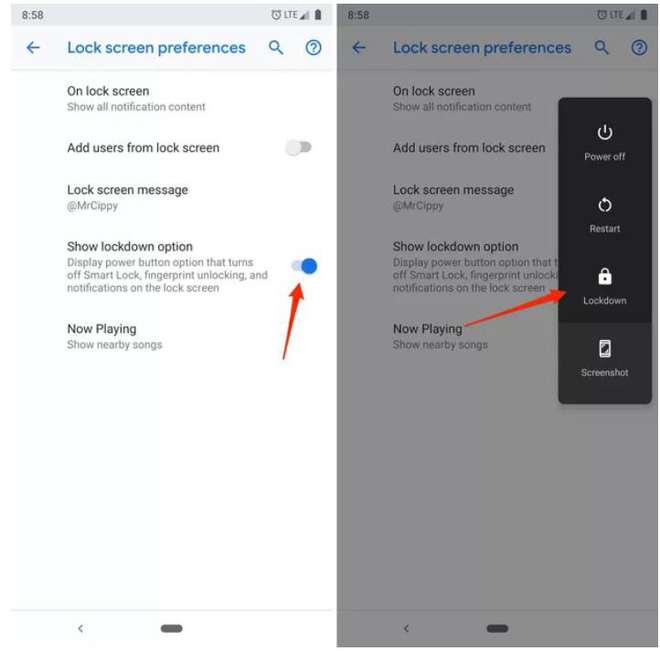 8:58
LTE
Lock screen preferences
On lock screen
Show all notification content
Add users from lock screen
Lock screen message
@MrCippy
Show lockdown option
Display power button option that turns
off Smart Lock, fingerprint unlocking, and
notifications on the lock screen
Now Playing
Show nearby songs
8:58
LTE
Lock screen preferences
On lock screen
Show all notification content
Add users from lock screen
Lock screen message
@MrCippy
Show lockdown option
Display power button option that t
off Smart Lock, fingerprint unlocki
notifications on the lock screen
Now Playing
Show nearby songs
Power off
Restart
Lockdown
Screenshot